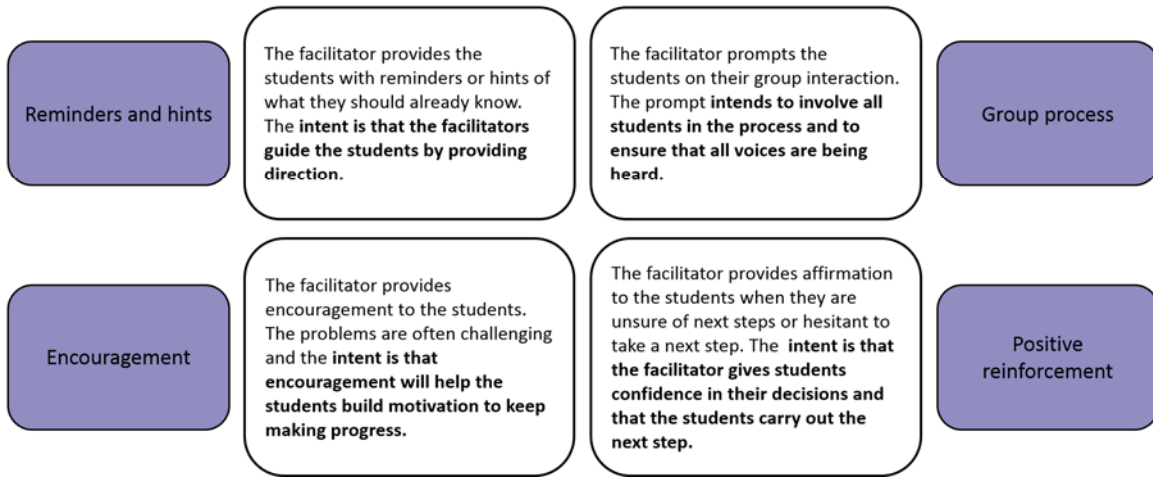 Reminders and hints
The facilitator provides the
students with reminders or hints of
what they should already know.
The intent is that the facilitators
guide the students by providing
direction.
The facilitator prompts the
students on their group interaction.
The prompt intends to involve all
students in the process and to
ensure that all voices are being
heard.
Group process
Encouragement
The facilitator provides
encouragement to the students.
The problems are often challenging
and the intent is that
encouragement will help the
students build motivation to keep
making progress.
The facilitator provides affirmation
to the students when they are
unsure of next steps or hesitant to
take a next step. The intent is that
the facilitator gives students
confidence in their decisions and
that the students carry out the
next step.
Positive
reinforcement